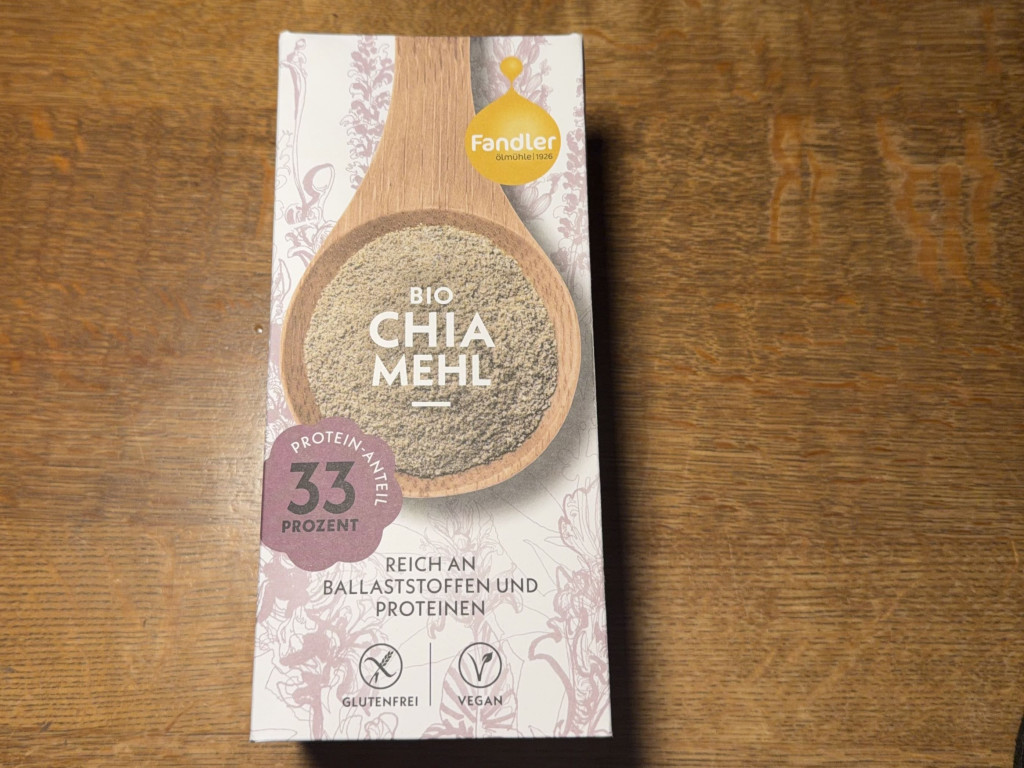 Fandler
ölmühle|1926
BIO
CHIA
MEHL
PROTEIN-ANTEIL
33
PROZENT
REICH AN
BALLASTSTOFFEN UND
PROTEINEN
GLUTENFREI
VEGAN